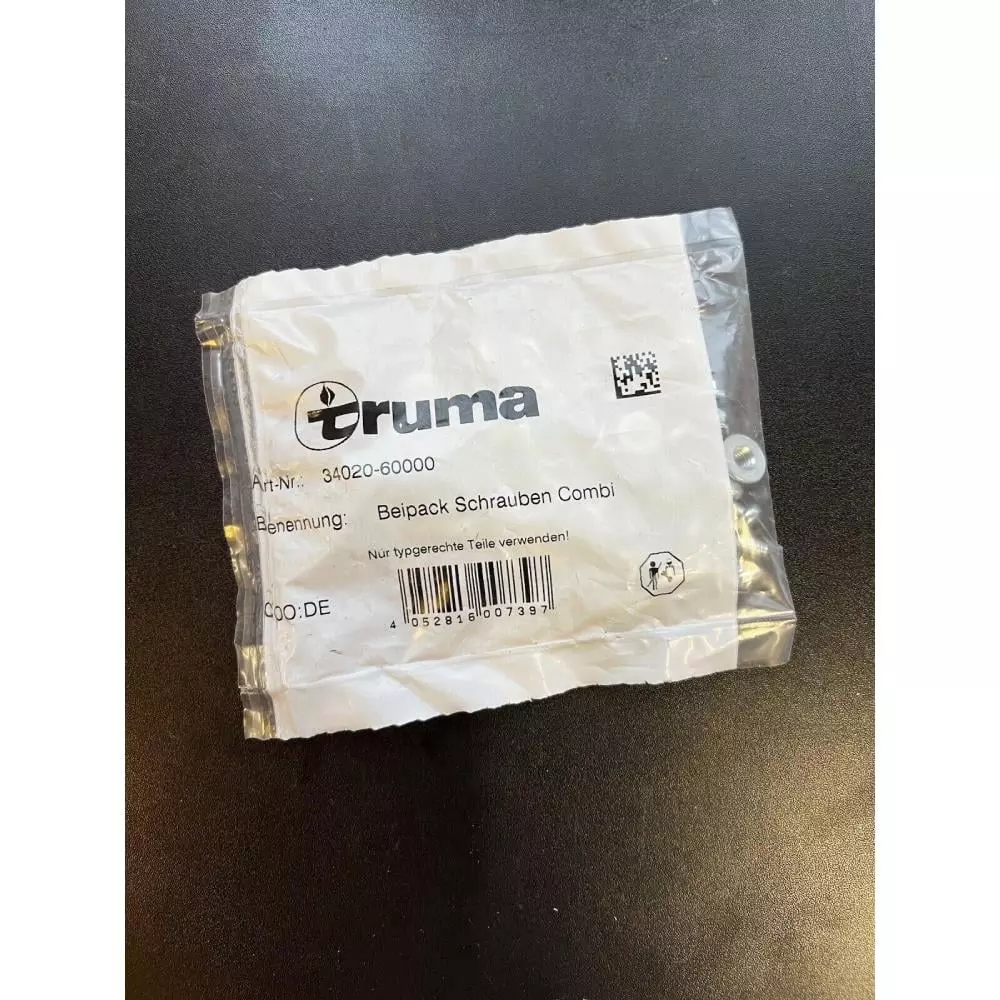 truma
Art-Nr.: 34020-60000
Benennung: Beipack Schrauben Combi
Nur typgerechte Teile verwenden!
COO:DE
4 052816 007397